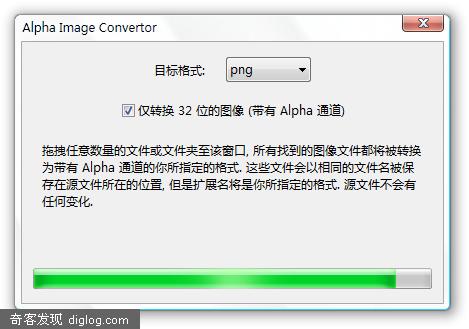 Alpha Image Convertor
目标格式: png
仅转换 32 位的图像 (带有 Alpha 通道)
拖拽任意数量的文件或文件夹至该窗口, 所有找到的图像文件都将被转换
为带有 Alpha 通道的你所指定的格式. 这些文件会以相同的文件名被保
存在源文件所在的位置, 但是扩展名将是你所指定的格式. 源文件不会有
任何变化.
奇客发现 diglog.com